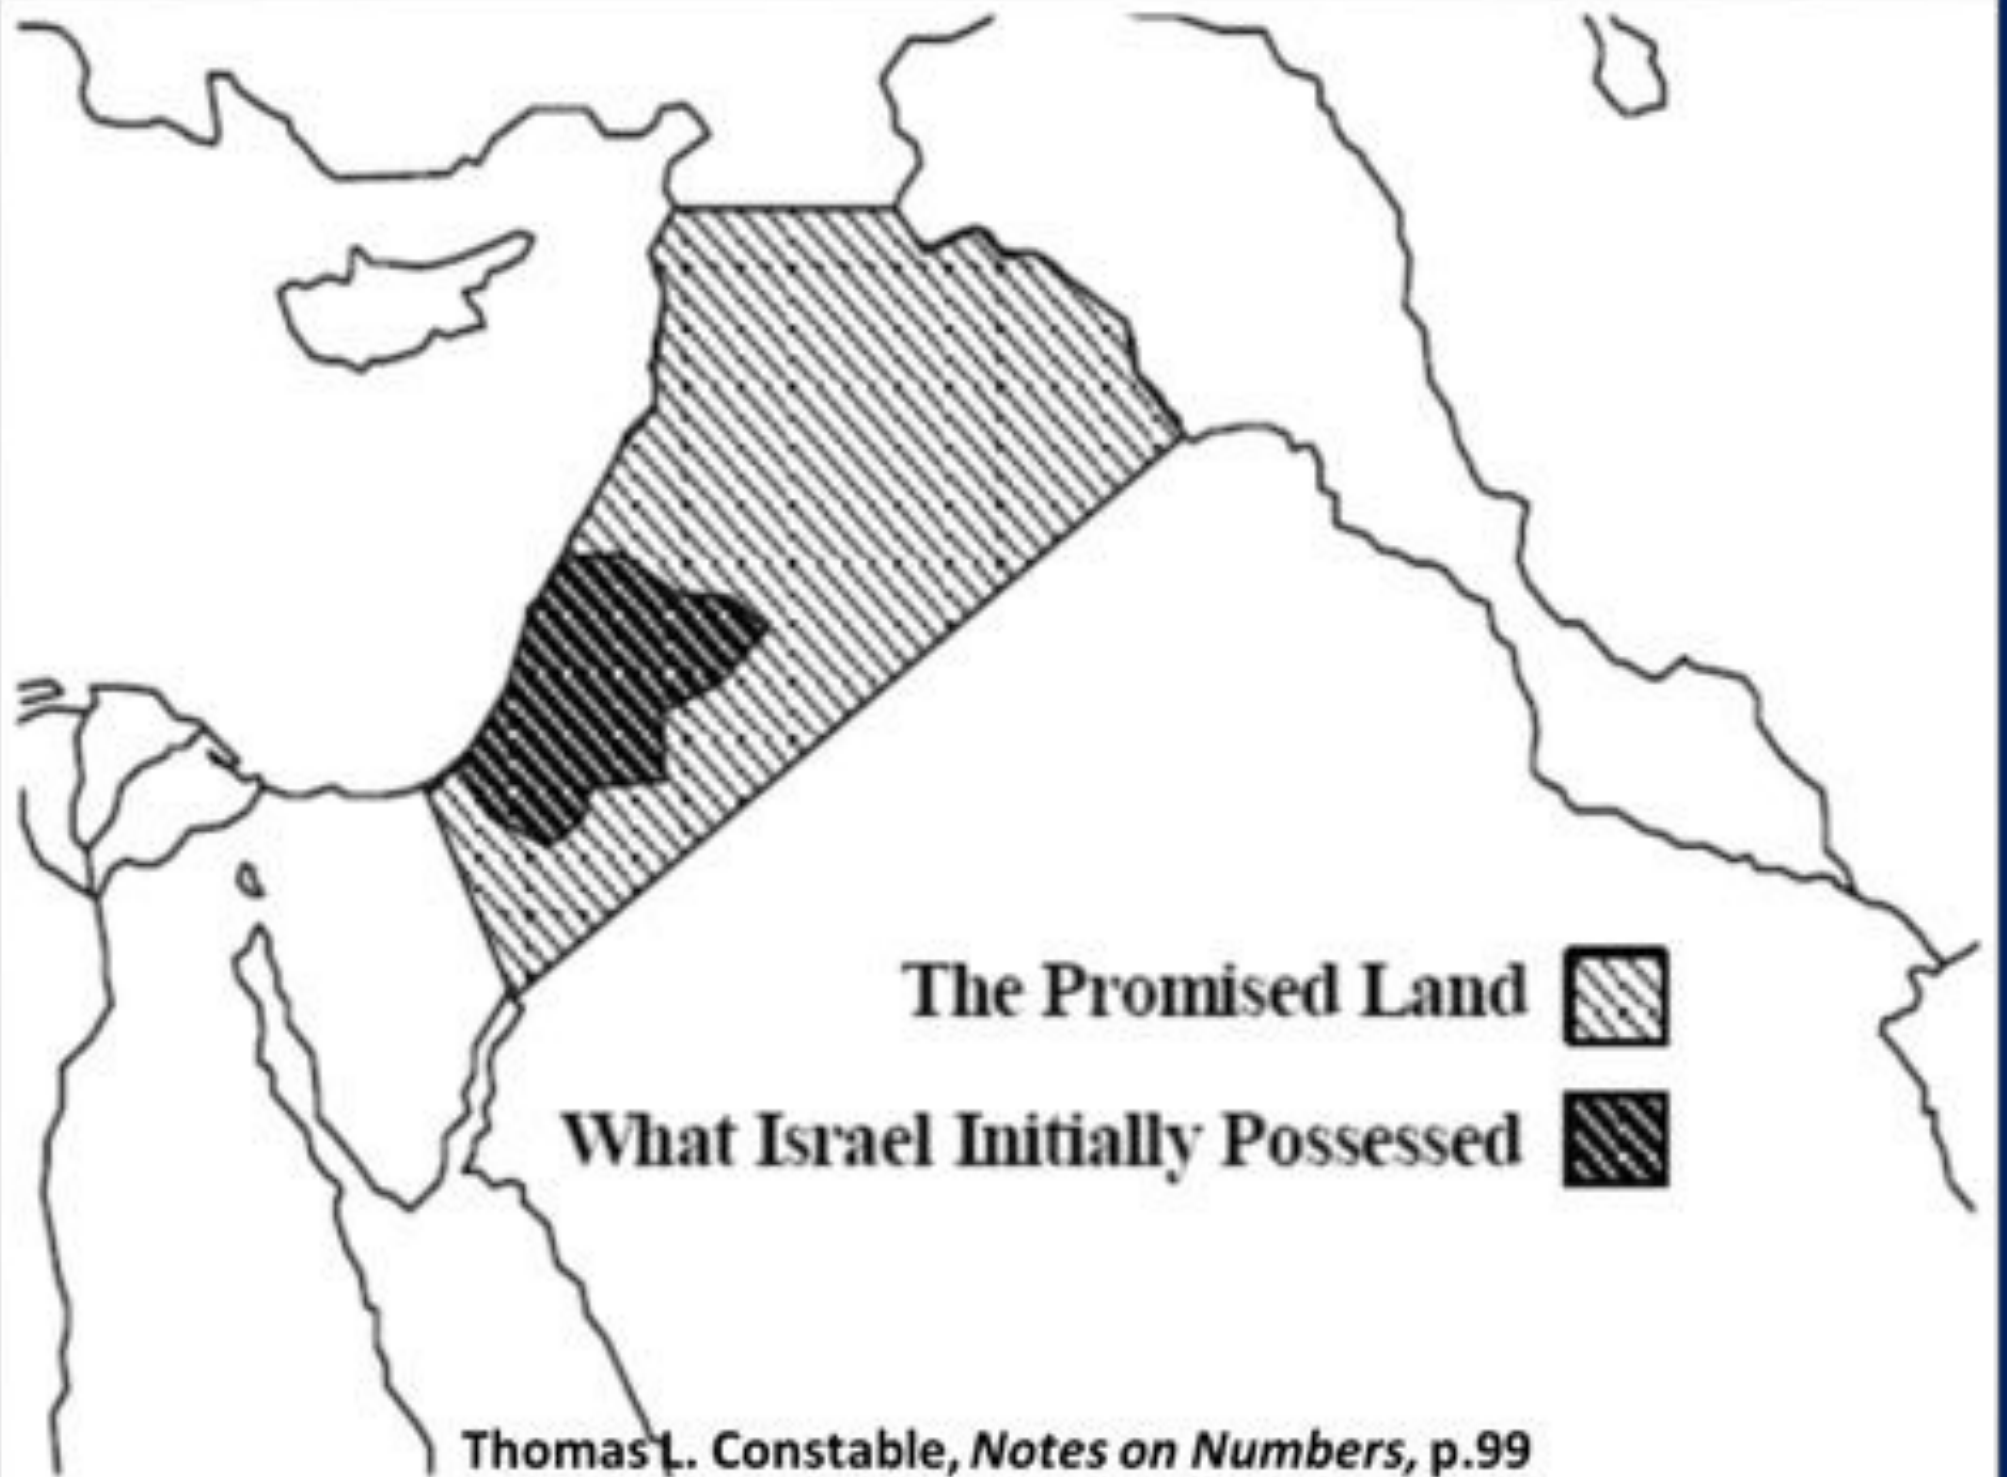 The Promised Land
What Israel Initially Possessed
Thomas L. Constable, Notes on Numbers, p.99